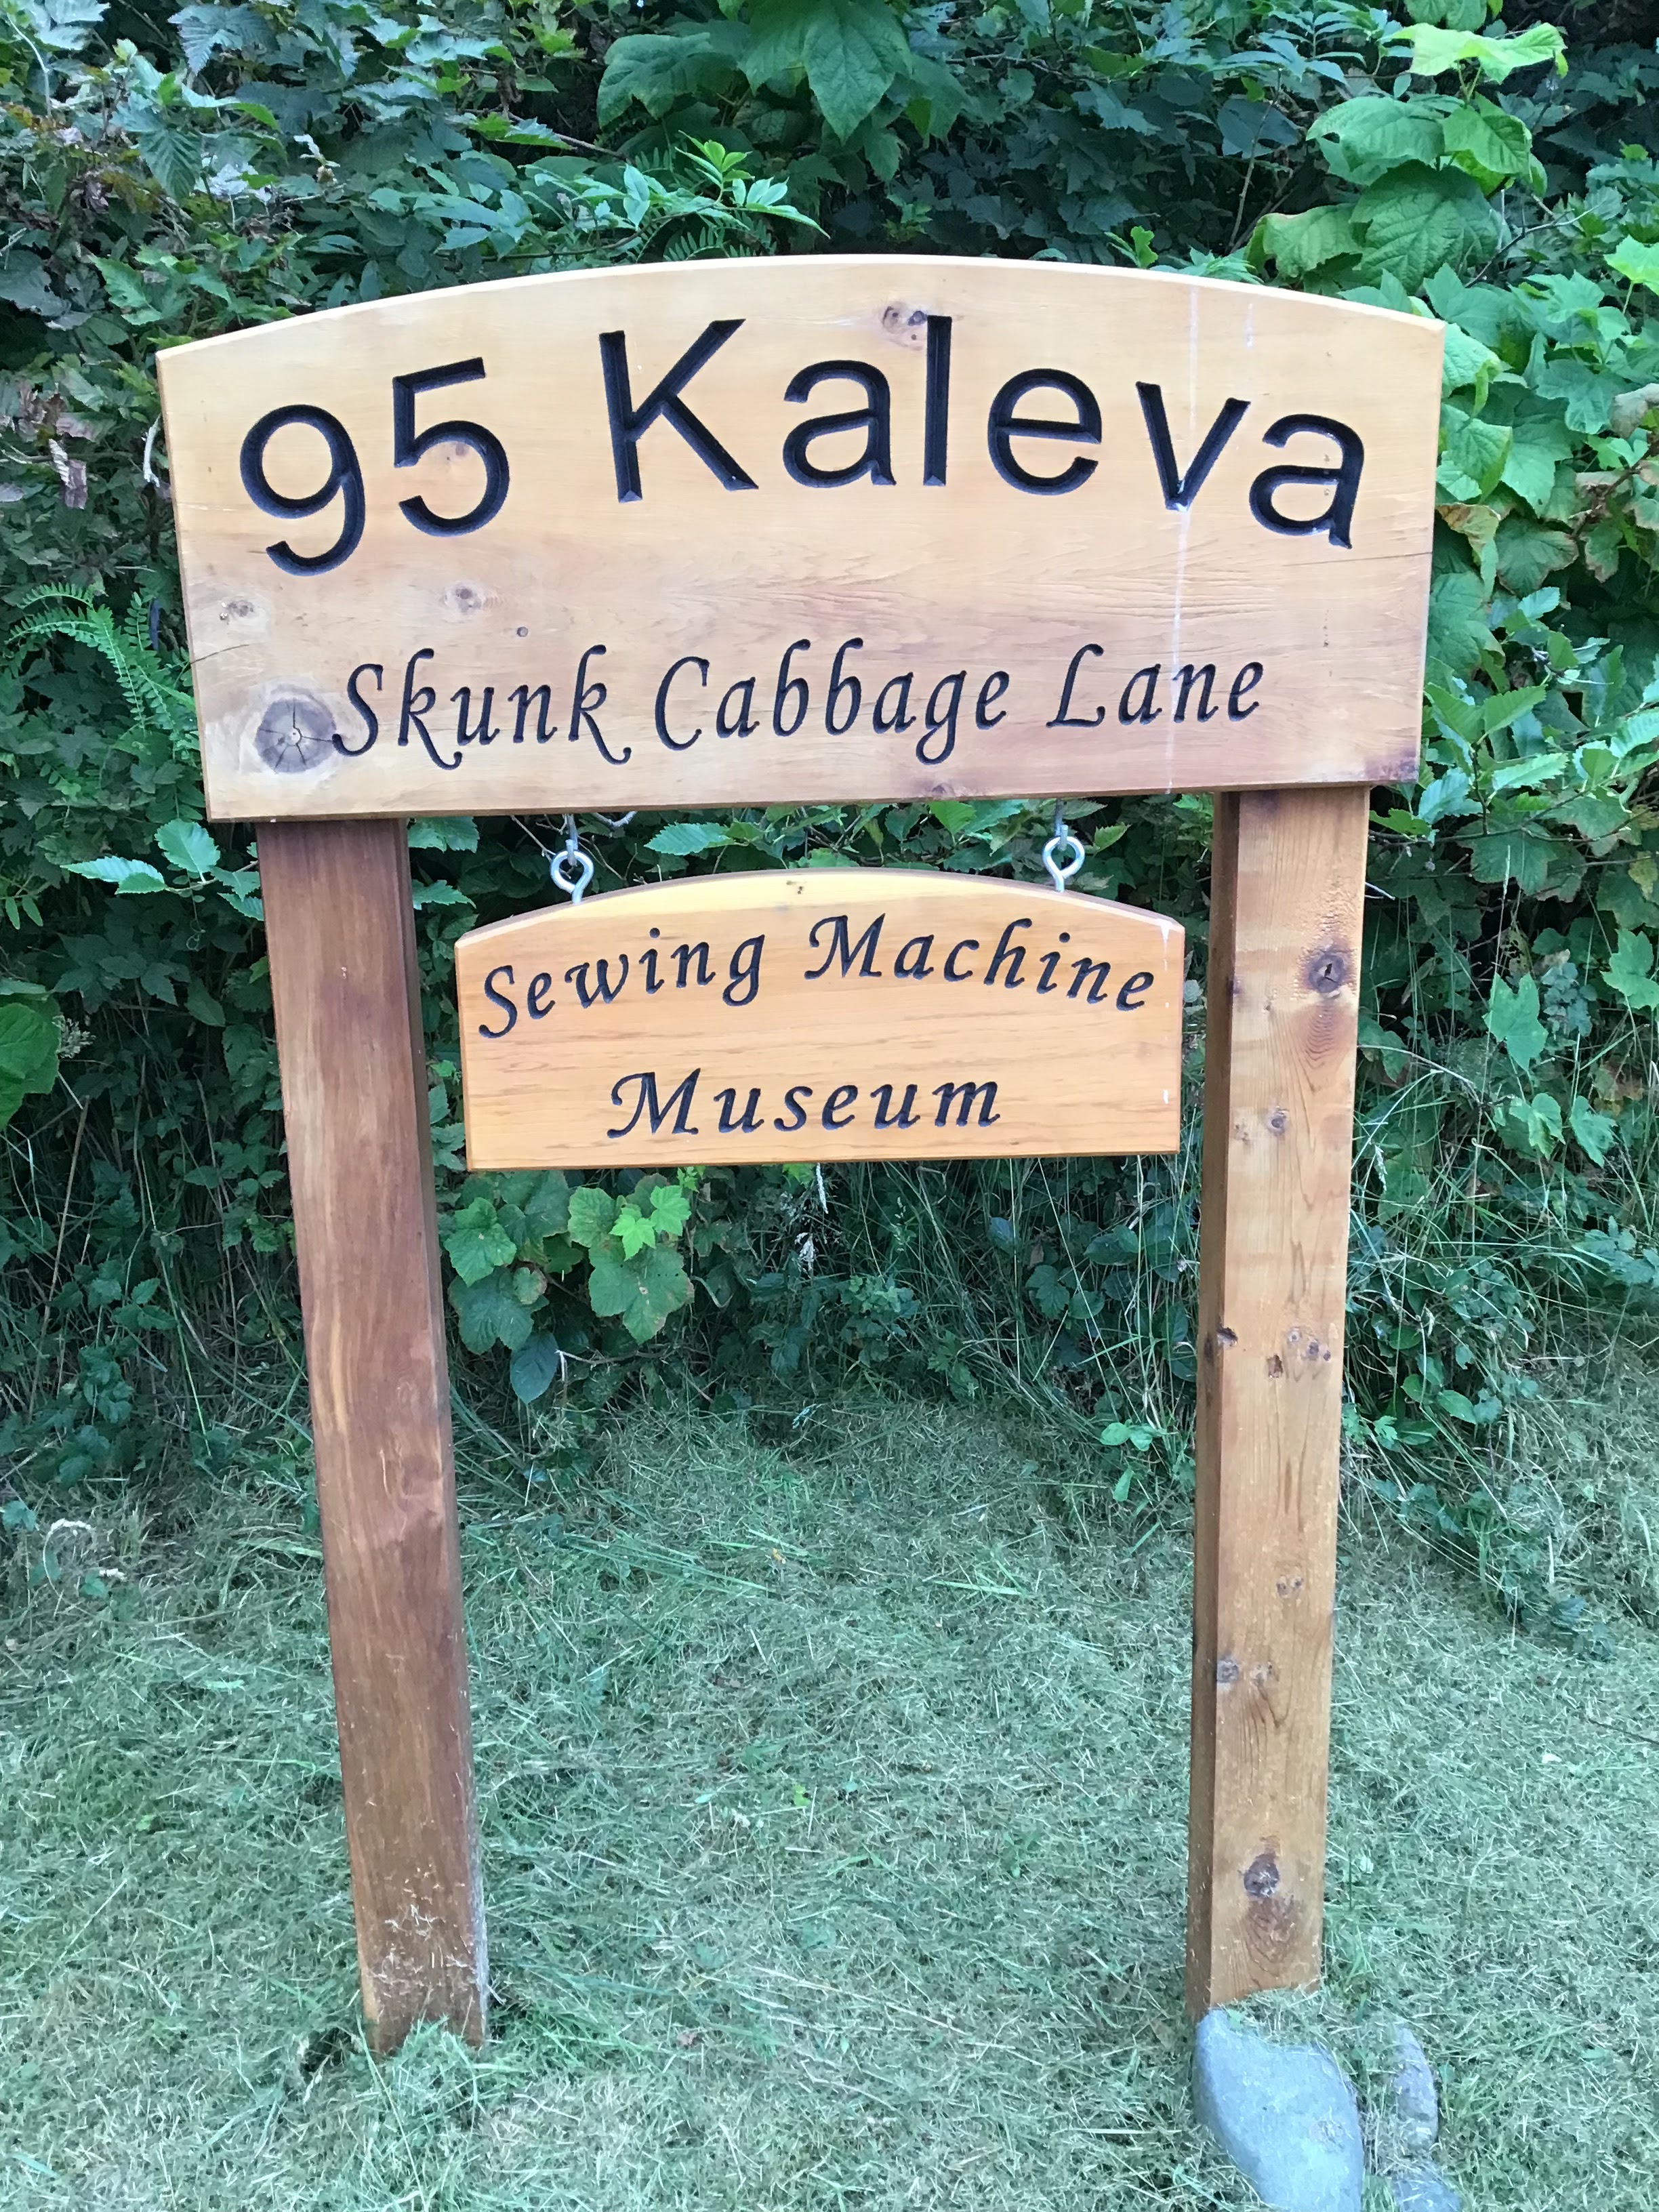 95 Kaleva
Skunk Cabbage Lane
Sewing Machine
Museum